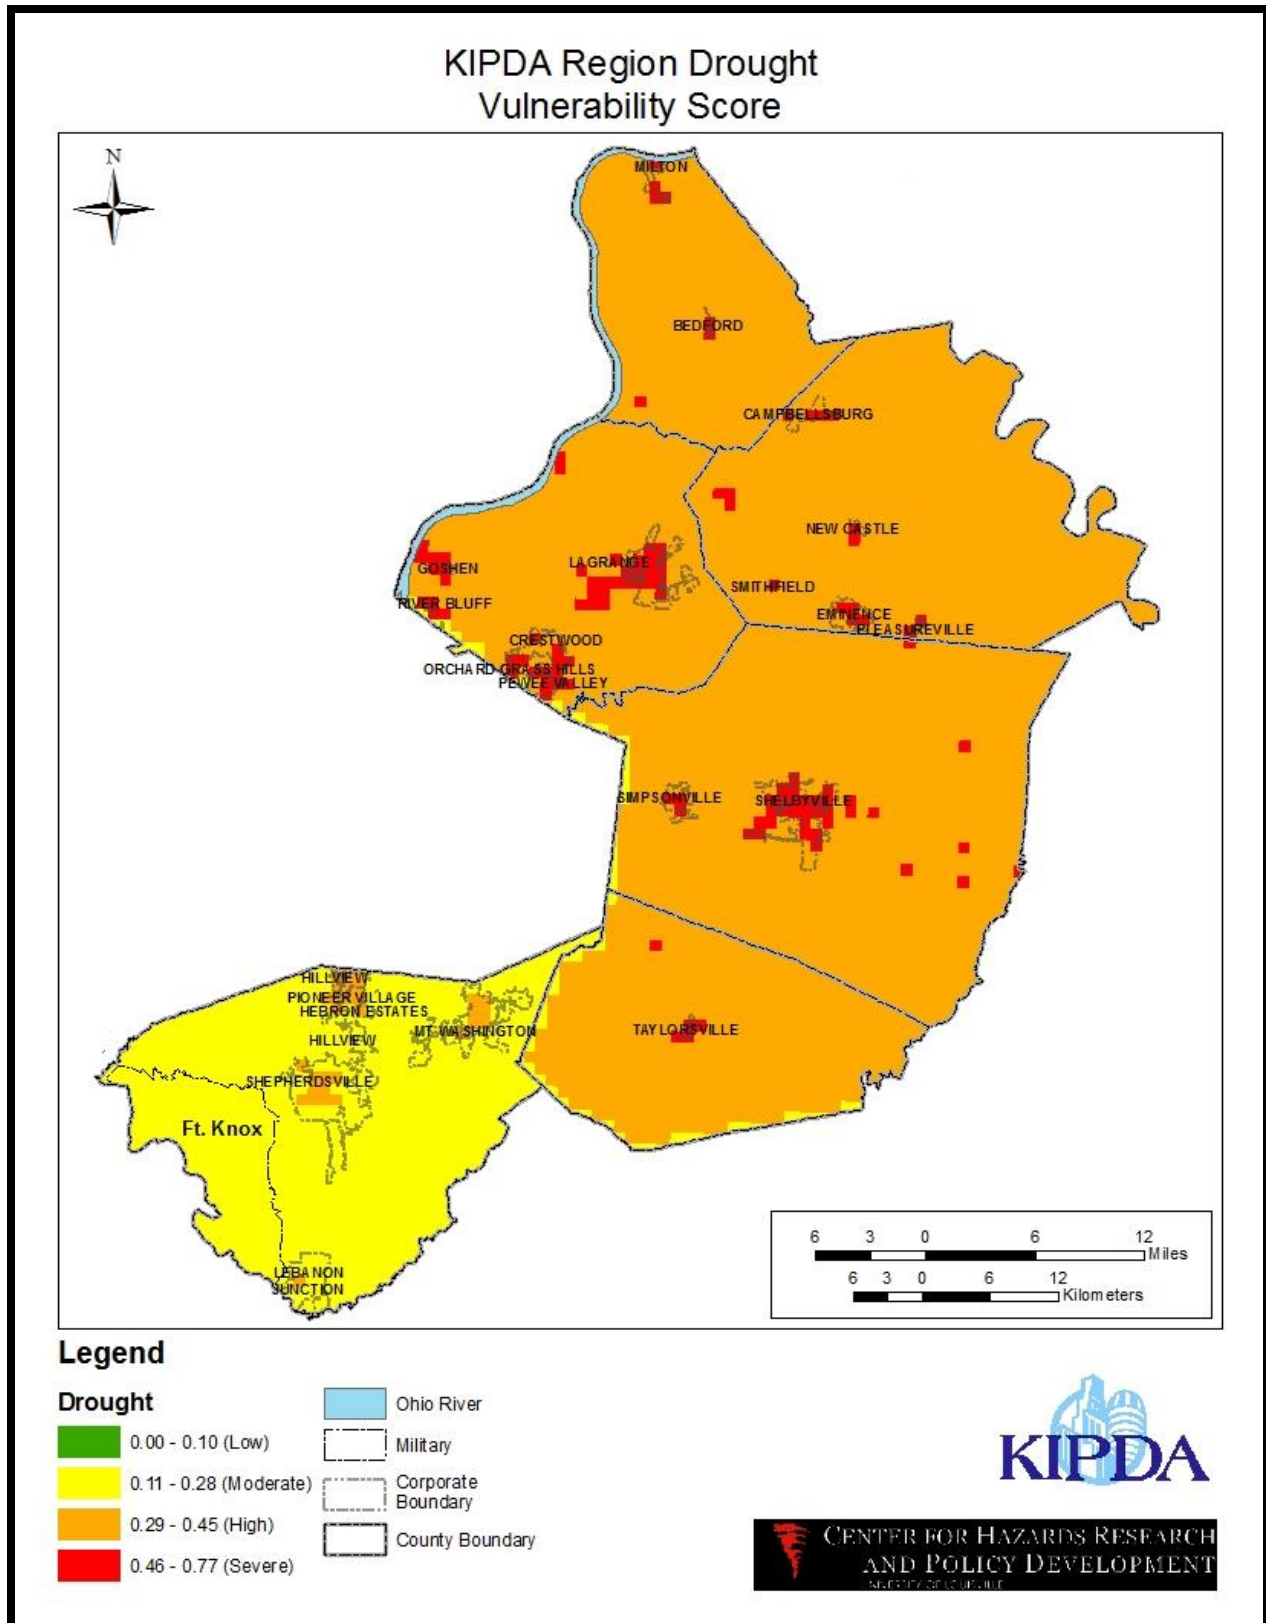 KIPDA Region Drought
Vulnerability Score
N
MILTON
BEDFORD
CAMPBELLSBURG
NEW CASTLE
LAGRANGE
GOSHEN
SMITHFIELD
RIVER BLUFF
EMINENCE
PLEASUREVILLE
CRESTWOOD
ORCHARD GRASS HILLS
PEWEE VALLEY
SIMPSONVILLE
SHELBYVILLE
HILLVIEW
PIONEER VILLAGE
HEBRON ESTATES
MT WASHINGTON
TAYLORSVILLE
HILLVIEW
SHEPHERDSVILLE
Ft. Knox
LEBANON
JUNCTION
6 3 0 6 12
Miles
6 3 0 6 12
Kilometers
Legend
Drought
0.00 - 0.10 (Low)
0.11 - 0.28 (Moderate)
0.29 - 0.45 (High)
0.46 - 0.77 (Severe)
Ohio River
Military
Corporate
Boundary
County Boundary
KIPDA
CENTER FOR HAZARDS RESEARCH
AND POLICY DEVELOPMENT
UNIVERSITY OF LOUISVILLE